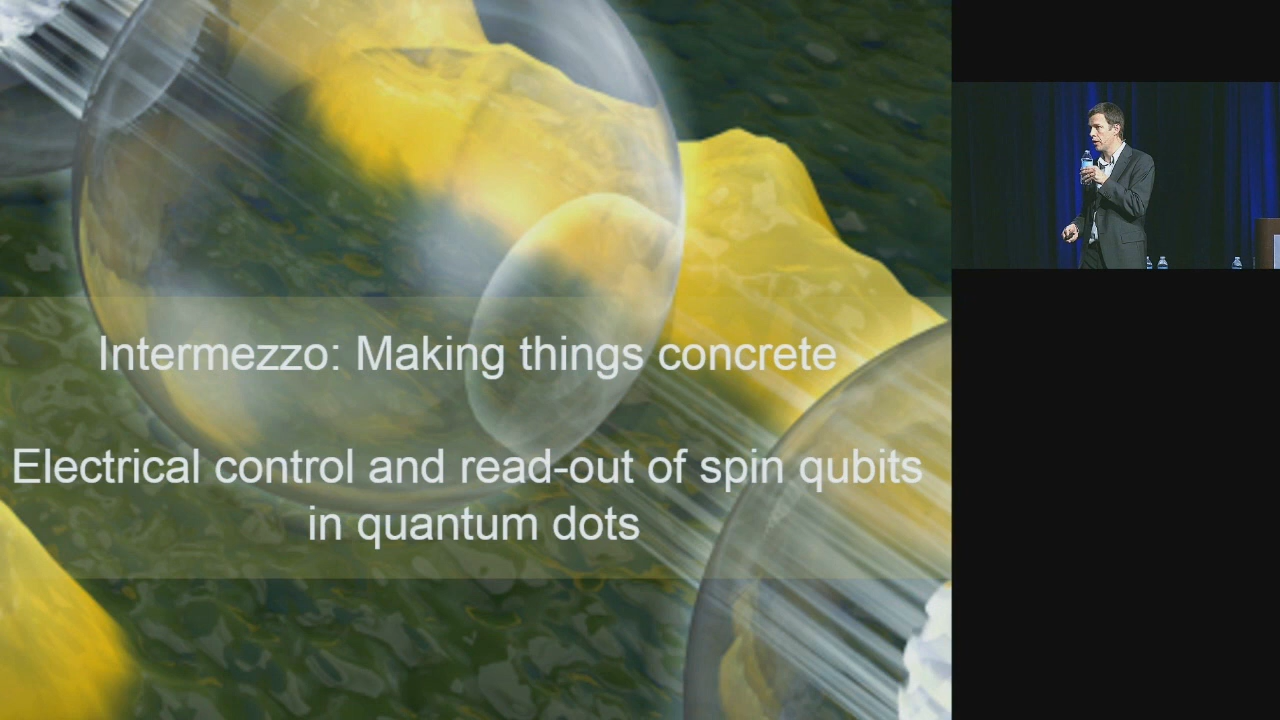 Intermezzo: Making things concrete
Electrical control and read-out of spin qubits
in quantum dots